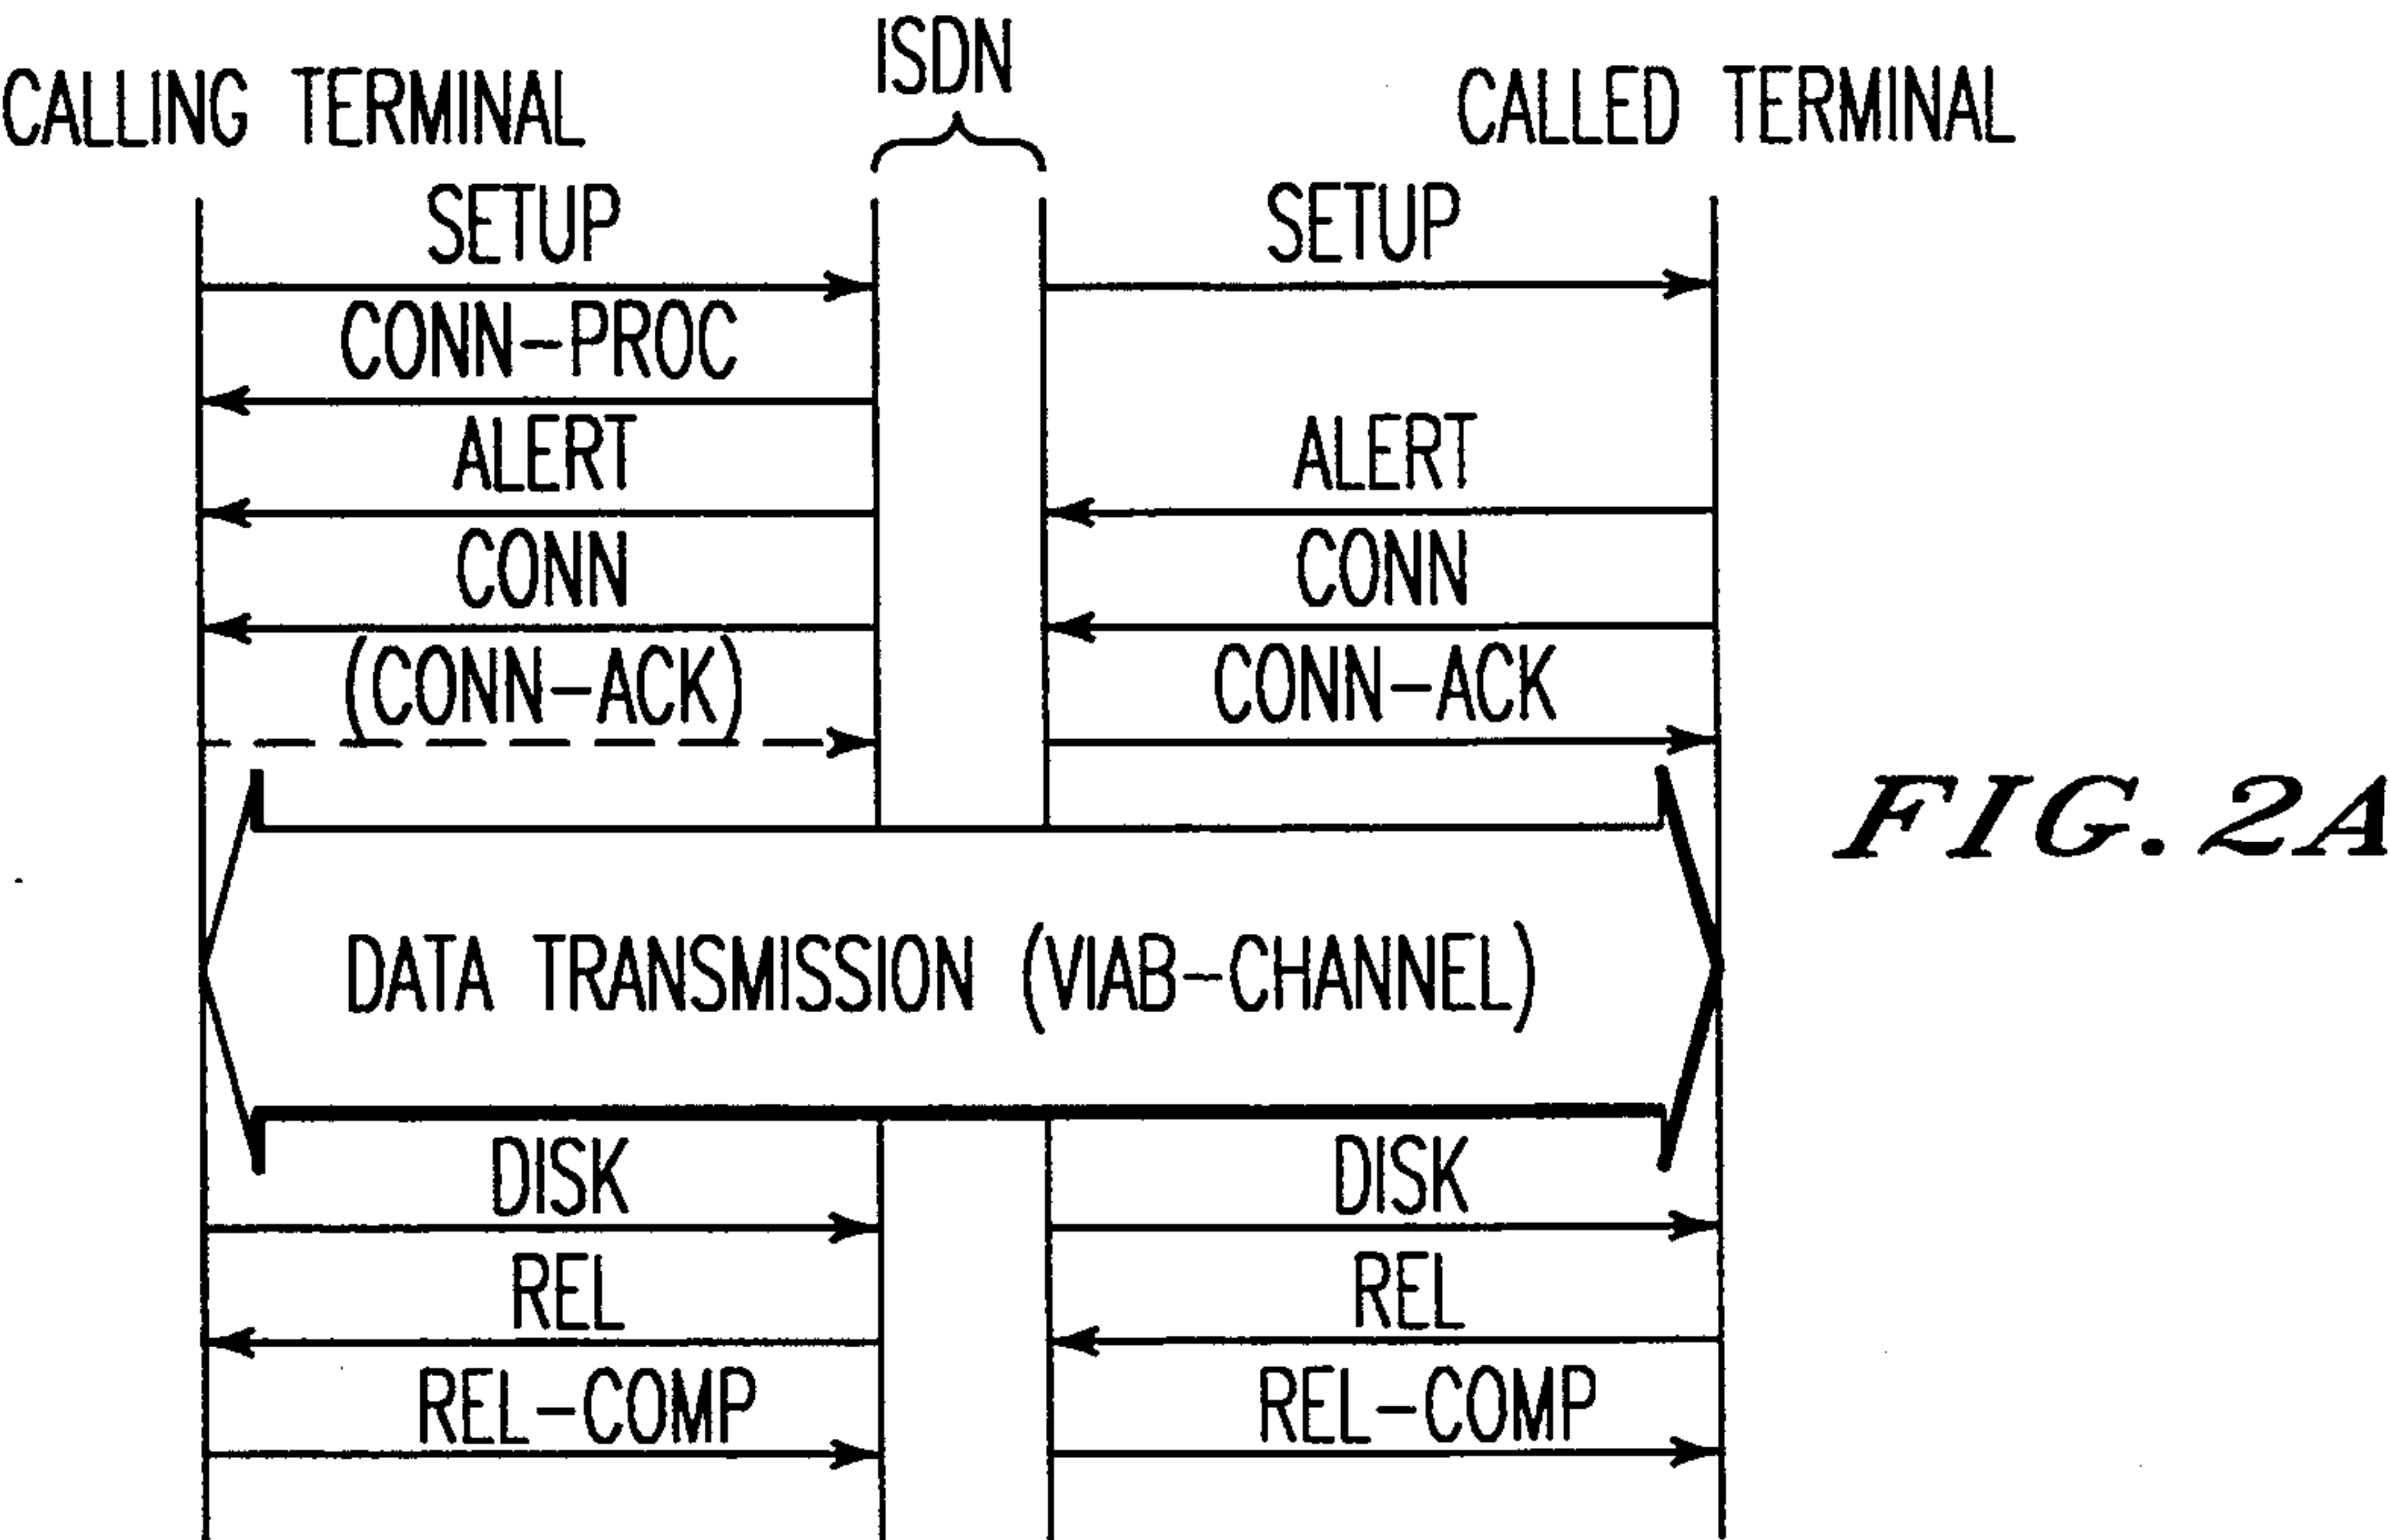 ISDN
CALLING TERMINAL
CALLED TERMINAL
SETUP
SETUP
CONN-PROC
ALERT
ALERT
CONN
CONN
(CONN-ACK)
CONN-ACK
FIG. 2A
DATA TRANSMISSION (VIAB-CHANNEL)
DISK
DISK
REL
REL
REL-COMP
REL-COMP